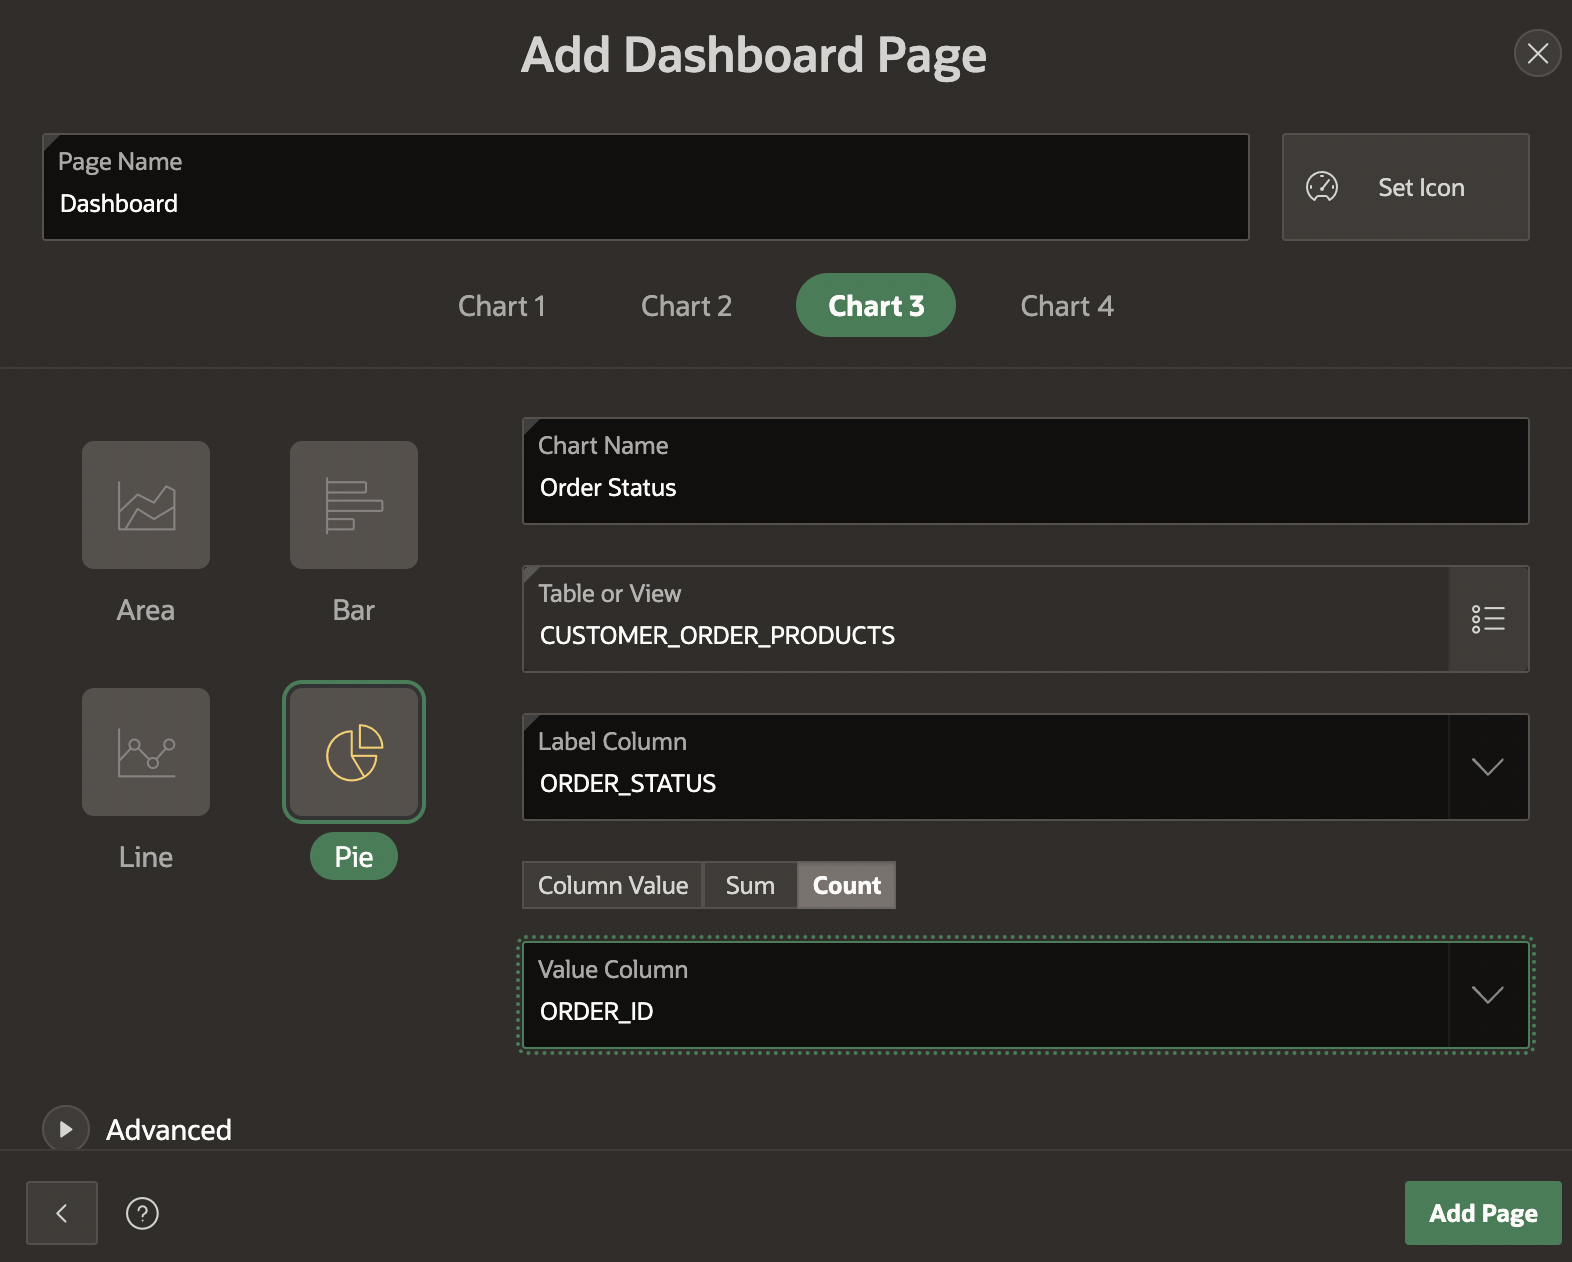 Add Dashboard Page
Page Name
Dashboard
Set Icon
Chart 1 Chart 2 Chart 3 Chart 4
Area
Bar
Line
Pie
Chart Name
Order Status
Table or View
CUSTOMER_ORDER_PRODUCTS
Label Column
ORDER_STATUS
Column Value Sum Count
Value Column
ORDER_ID
Advanced
?
Add Page